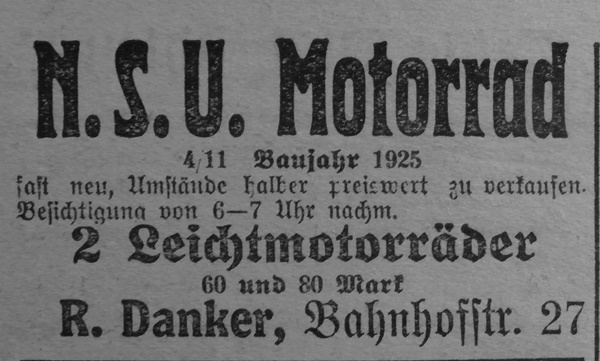 N.S.U. Motorrad
4/11 Baujahr 1925
fast neu, Umstände halber preiswert zu verkaufen.
Besichtigung von 6—7 Uhr nachm.
2 Leichtmotorräder
60 und 80 Mark
R. Danker, Bahnhofstr. 27